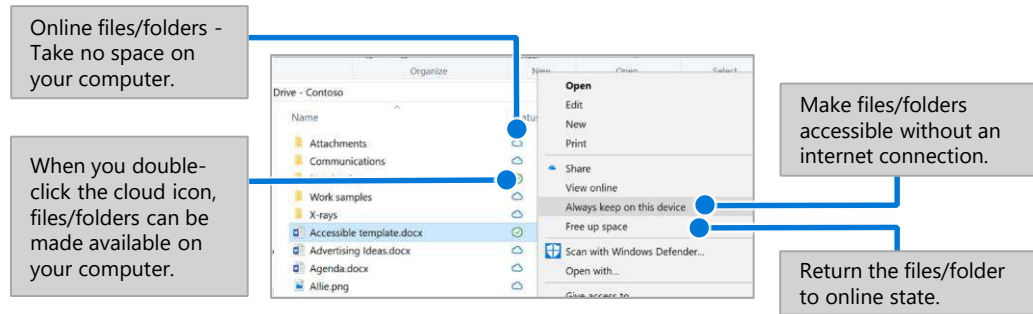 Online files/folders -
Take no space on
your computer.
When you double-
click the cloud icon,
files/folders can be
made available on
your computer.
Organize
New
Open
Select
Drive - Contoso
Name
Attachments
Communications
Work samples
X-rays
Accessible template.docx
Advertising Ideas.docx
Agenda.docx
Allie.png
Open
Edit
New
Print
Share
View online
Always keep on this device
Free up space
Scan with Windows Defender...
Open with...
Give access to
Make files/folders
accessible without an
internet connection.
Return the files/folder
to online state.